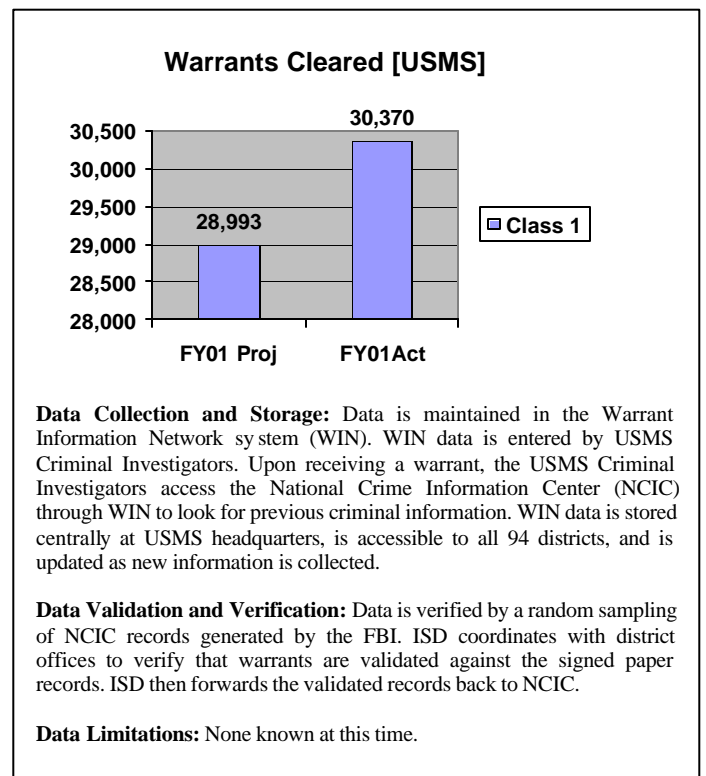 Warrants Cleared [USMS]
30,370
30,500
30,000
29,500
28,993
Class 1
29,000
28,500
28,000
FY01 Proj FY01Act
Data Collection and Storage: Data is maintained in the Warrant
Information Network sy stem (WIN). WIN data is entered by USMS
Criminal Investigators. Upon receiving a warrant, the USMS Criminal
Investigators access the National Crime Information Center (NCIC)
through WIN to look for previous criminal information. WIN data is stored
centrally at USMS headquarters, is accessible to all 94 districts, and is
updated as new information is collected.
Data Validation and Verification: Data is verified by a random sampling
of NCIC records generated by the FBI. ISD coordinates with district
offices to verify that warrants are validated against the signed paper
records. ISD then forwards the validated records back to NCIC.
Data Limitations: None known at this time.